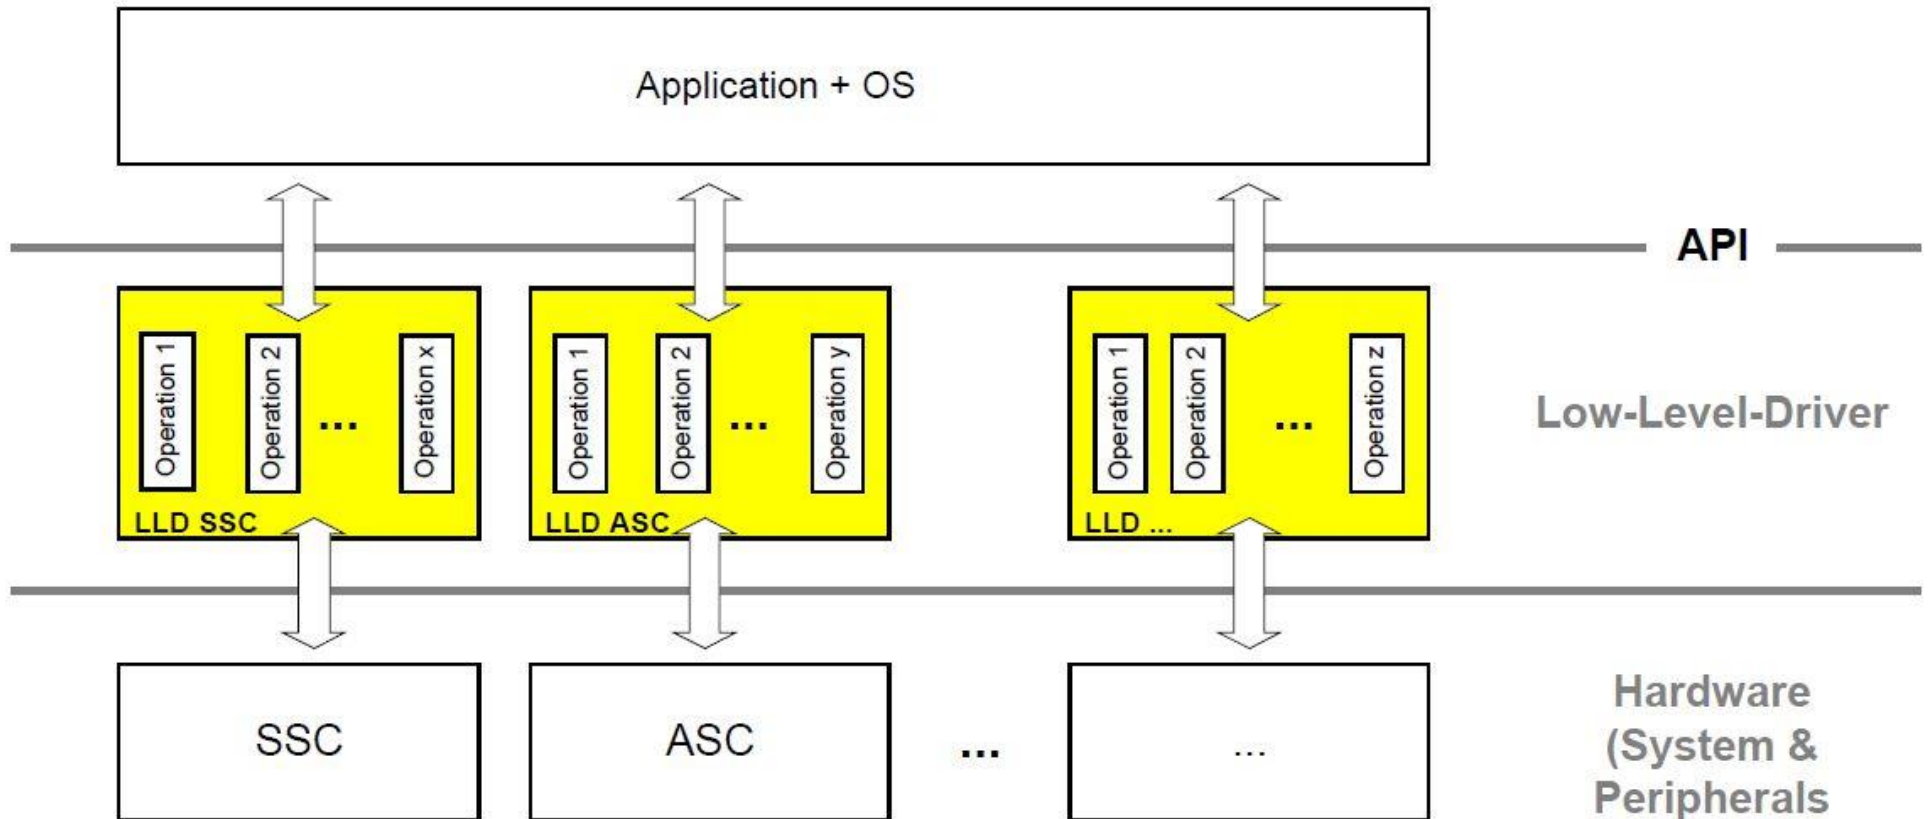 Application + OS
API
Operation 1
Operation 2
...
Operation x
LLD SSC
Operation 1
Operation 2
...
Operation y
LLD ASC
Operation 1
Operation 2
...
Operation z
LLD ...
Low-Level-Driver
SSC
ASC
...
...
Hardware
(System &
Peripherals